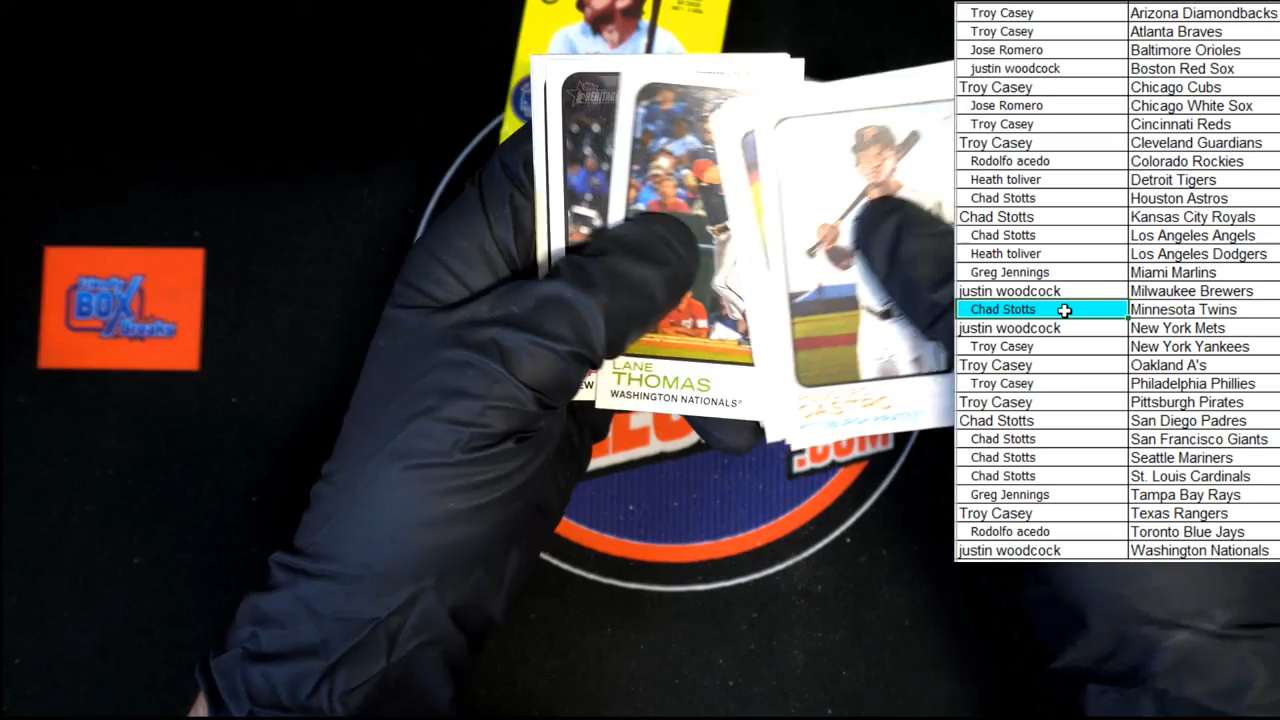 HERITAGE
LANE
THOMAS
WASHINGTON NATIONALS
CASTRO
BOX
Breaks
.COM
Troy Casey Arizona Diamondbacks
Troy Casey Atlanta Braves
Jose Romero Baltimore Orioles
justin woodcock Boston Red Sox
Troy Casey Chicago Cubs
Jose Romero Chicago White Sox
Troy Casey Cincinnati Reds
Troy Casey Cleveland Guardians
Rodolfo acedo Colorado Rockies
Heath toliver Detroit Tigers
Chad Stotts Houston Astros
Chad Stotts Kansas City Royals
Chad Stotts Los Angeles Angels
Heath toliver Los Angeles Dodgers
Greg Jennings Miami Marlins
justin woodcock Milwaukee Brewers
Chad Stotts Minnesota Twins
justin woodcock New York Mets
Troy Casey New York Yankees
Troy Casey Oakland A's
Troy Casey Philadelphia Phillies
Troy Casey Pittsburgh Pirates
Chad Stotts San Diego Padres
Chad Stotts San Francisco Giants
Chad Stotts Seattle Mariners
Chad Stotts St. Louis Cardinals
Greg Jennings Tampa Bay Rays
Troy Casey Texas Rangers
Rodolfo acedo Toronto Blue Jays
justin woodcock Washington Nationals